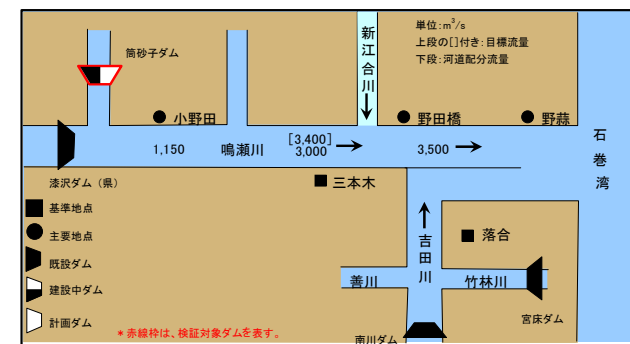 単位:m³/s
上段の[]付き:目標流量
下段:河道配分流量
筒砂子ダム
新江合川
小野田
野田橋
野蒜
石巻湾
1,150
鳴瀬川
[3,400]
3,000
3,500
漆沢ダム（県）
三本木
基準地点
主要地点
既設ダム
建設中ダム
計画ダム
吉田川
落合
善川
竹林川
宮床ダム
南川ダム
＊赤線枠は、検証対象ダムを表す。